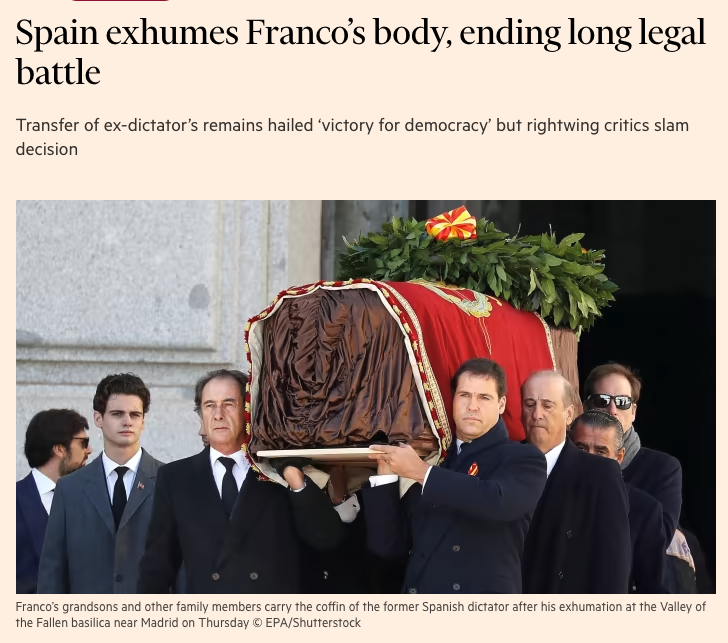 Spain exhumes Franco’s body, ending long legal
battle
Transfer of ex-dictator’s remains hailed ‘victory for democracy’ but rightwing critics slam
decision
Franco’s grandsons and other family members carry the coffin of the former Spanish dictator after his exhumation at the Valley of
the Fallen basilica near Madrid on Thursday © EPA/Shutterstock